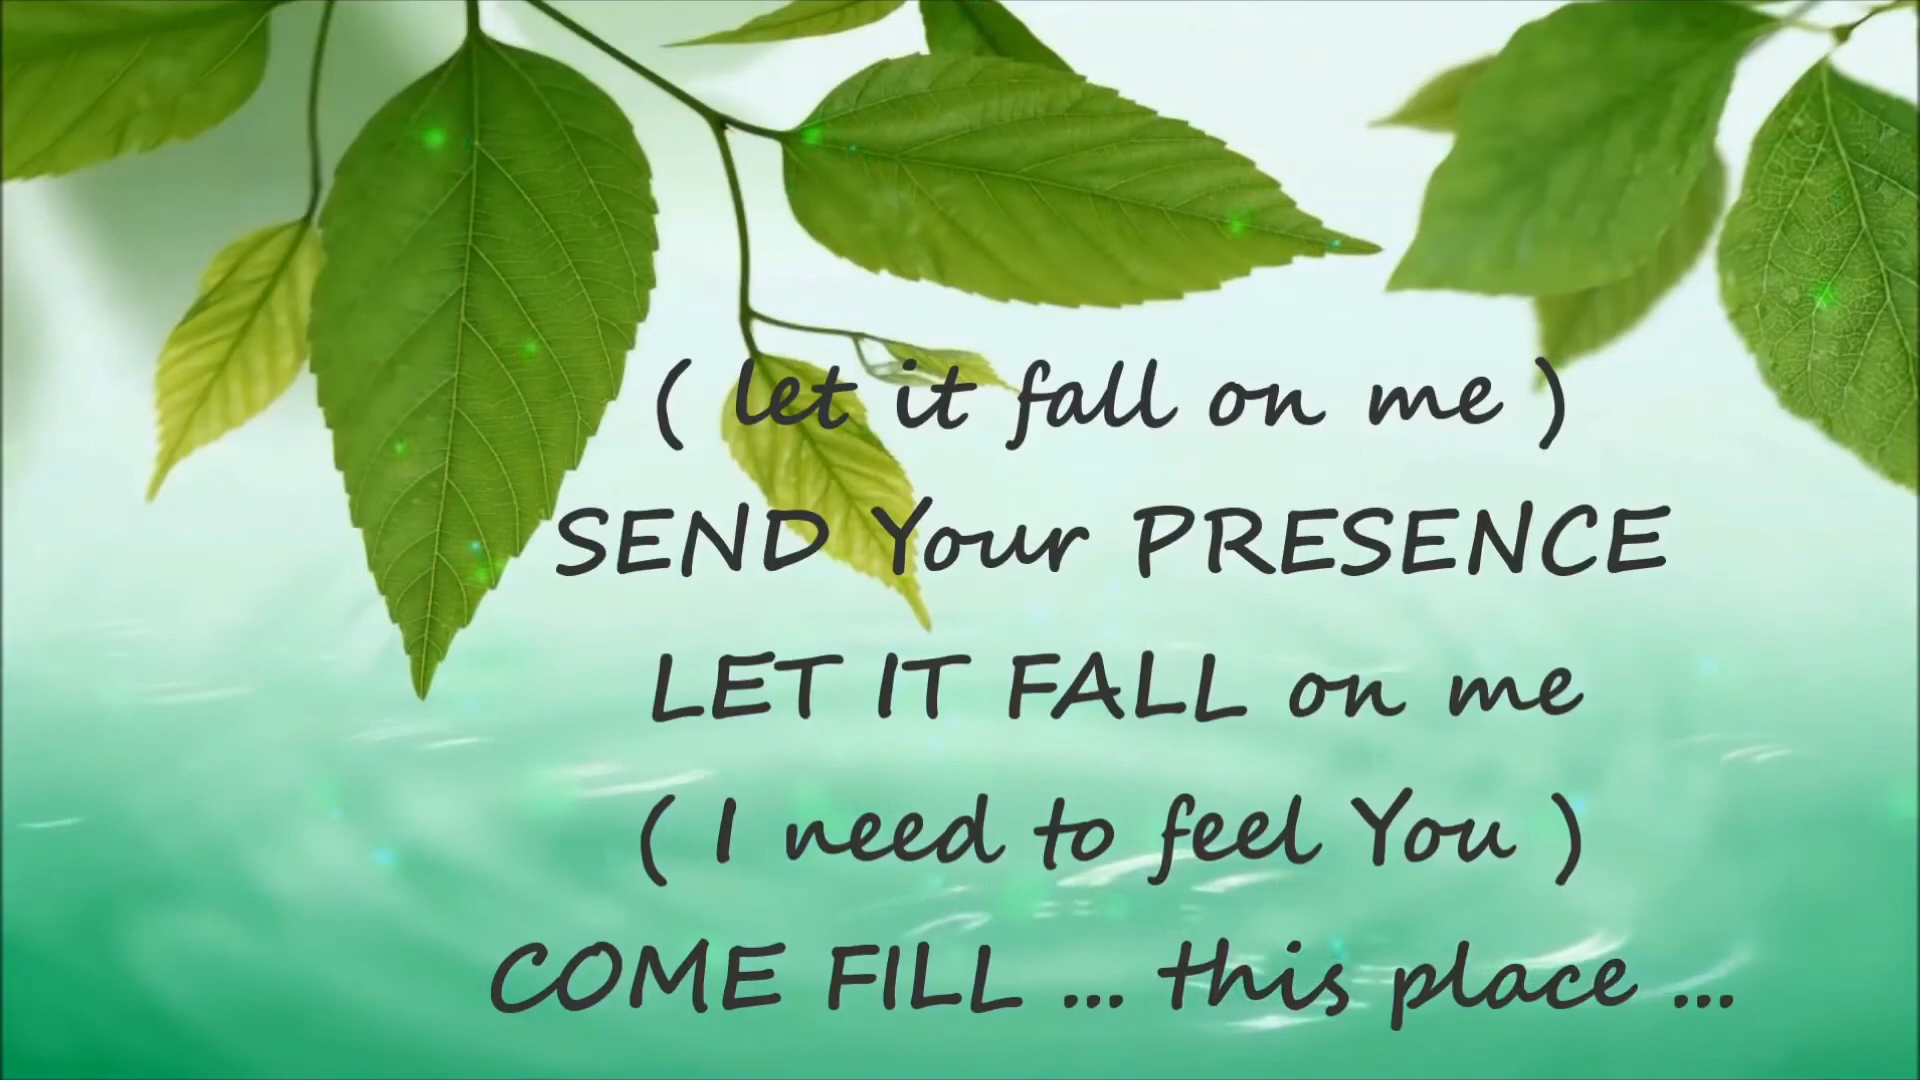 ( let it fall on me )
SEND Your PRESENCE
LET IT FALL on me
( I need to feel You )
COME FILL ... this place ...